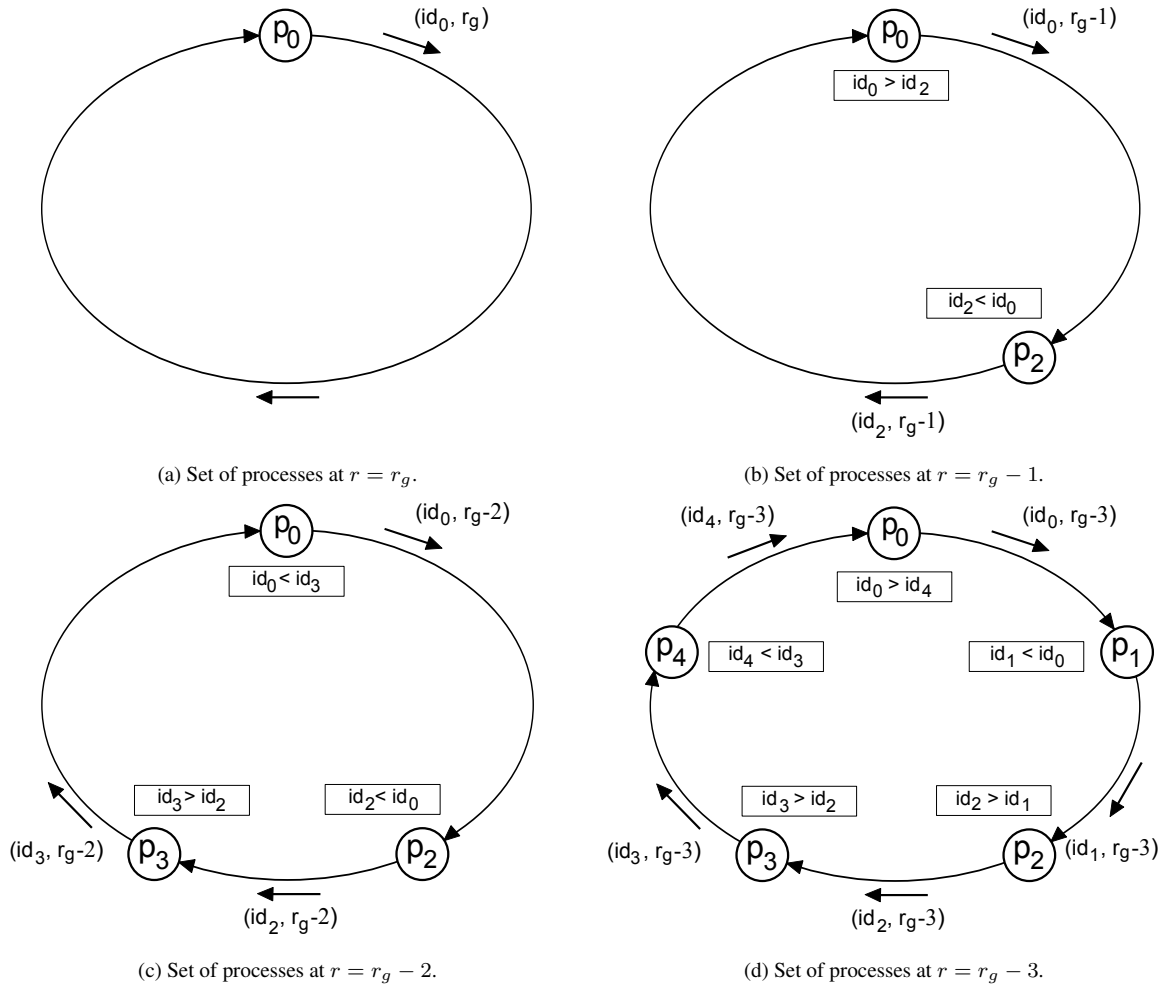 p0
(id0, rg)
(a) Set of processes at r = rg.
p0
(id0, rg-1)
id0 > id2
id2 < id0
p2
(id2, rg-1)
(b) Set of processes at r = rg − 1.
p0
(id0, rg-2)
id0 < id3
id3 > id2
id2 < id0
(id3, rg-2)
p3
p2
(id2, rg-2)
(c) Set of processes at r = rg − 2.
(id4, rg-3)
p0
(id0, rg-3)
id0 > id4
p4
id4 < id3
id1 < id0
p1
id3 > id2
id2 > id1
(id3, rg-3)
p3
p2
(id1, rg-3)
(id2, rg-3)
(d) Set of processes at r = rg − 3.